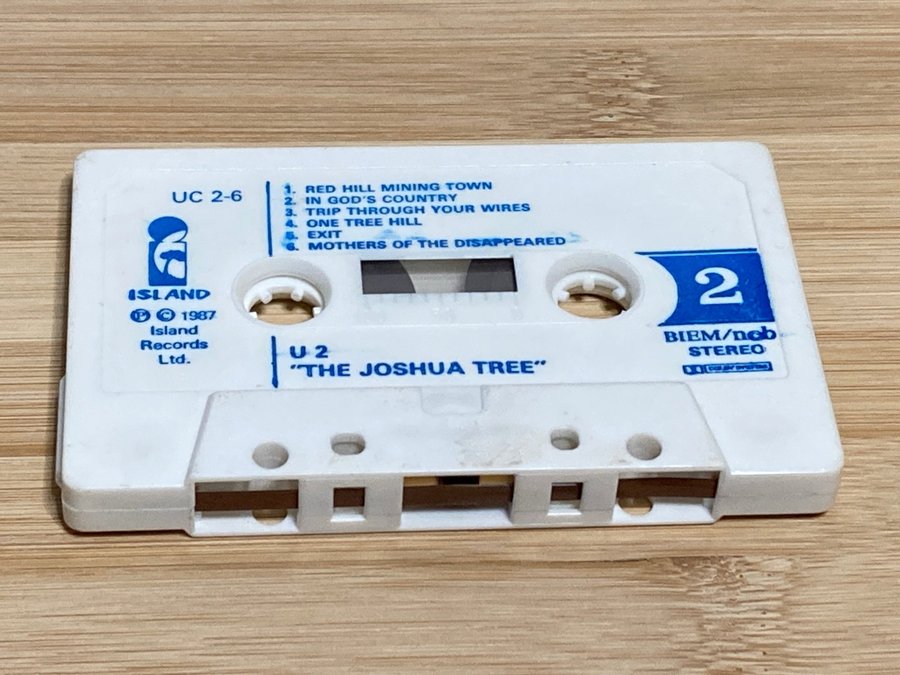 UC 2-6
ISLAND
Ⓟ © 1987
Island
Records
Ltd.
1. RED HILL MINING TOWN
2. IN GOD'S COUNTRY
3. TRIP THROUGH YOUR WIRES
4. ONE TREE HILL
5. EXIT
6. MOTHERS OF THE DISAPPEARED
U 2
"THE JOSHUA TREE"
2
BIEM/ncb
STEREO